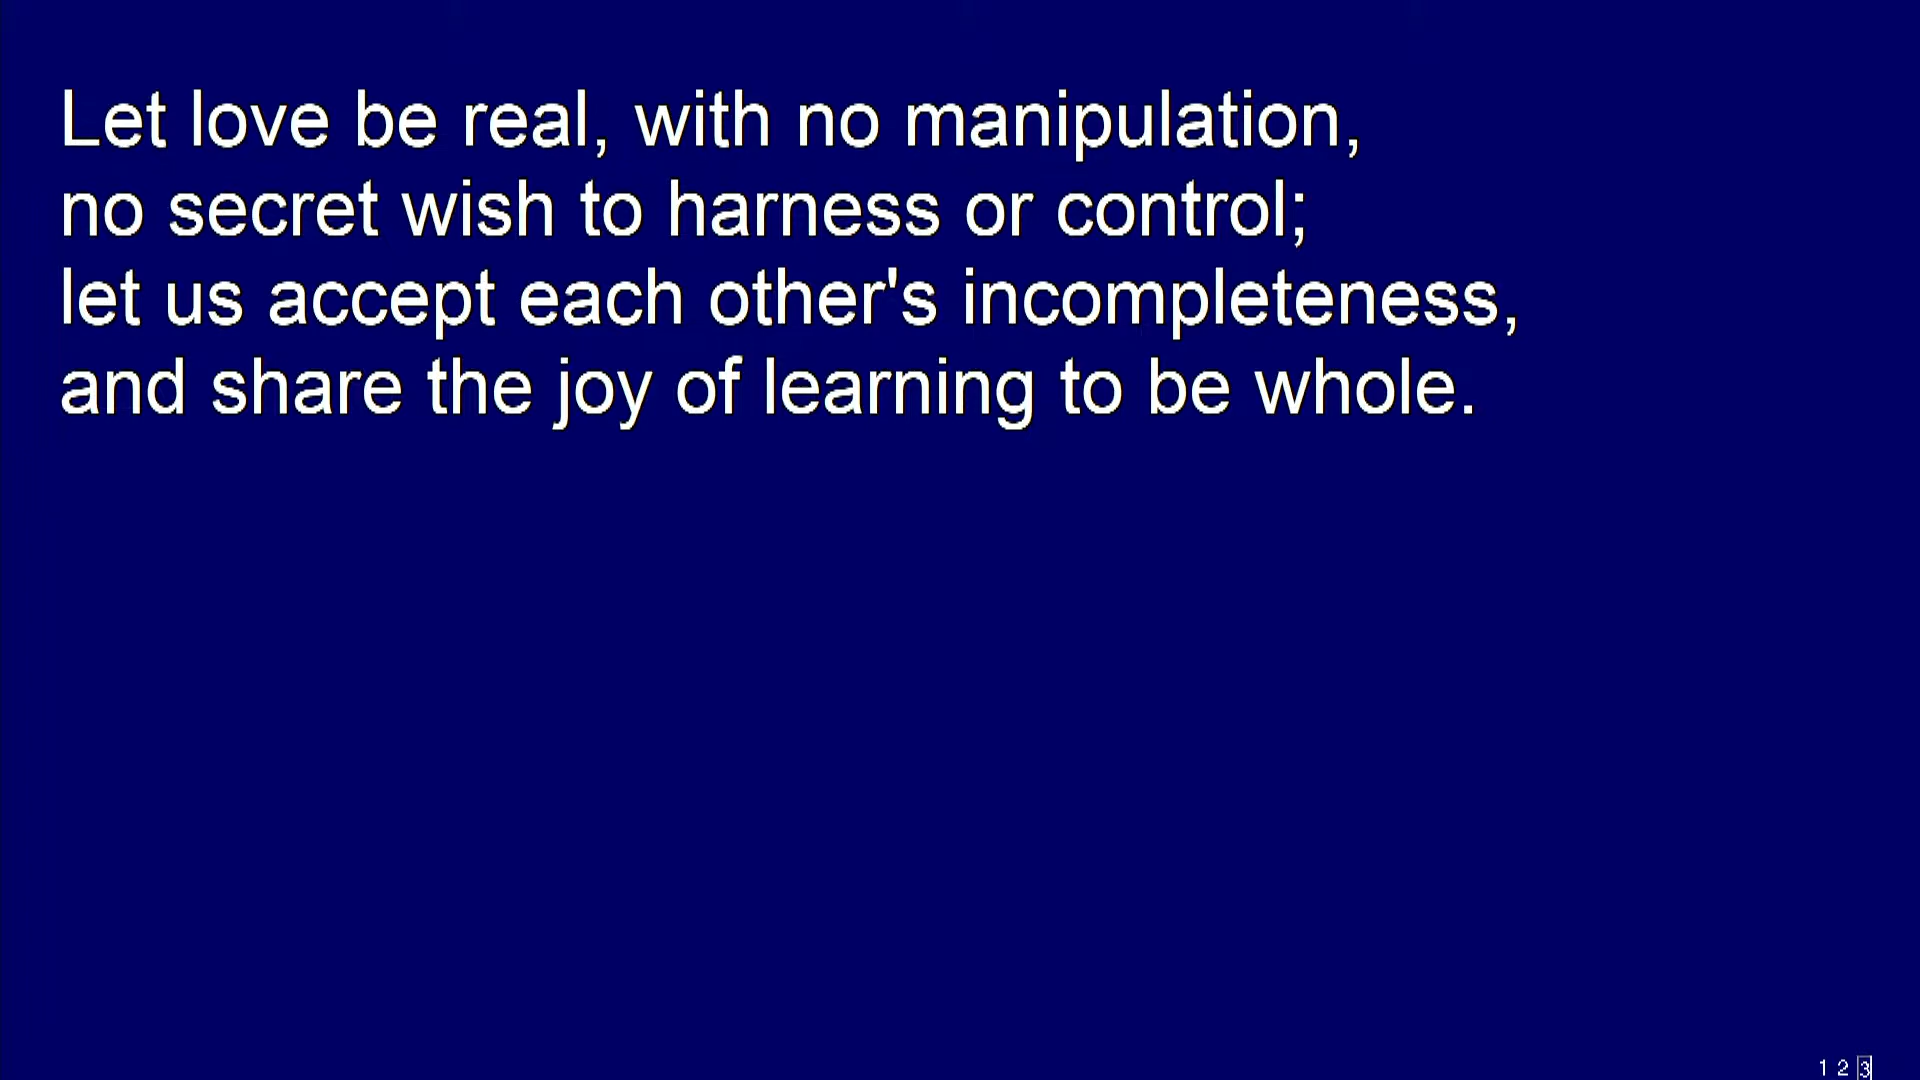 Let love be real, with no manipulation,
no secret wish to harness or control;
let us accept each other's incompleteness,
and share the joy of learning to be whole.
1 2 3